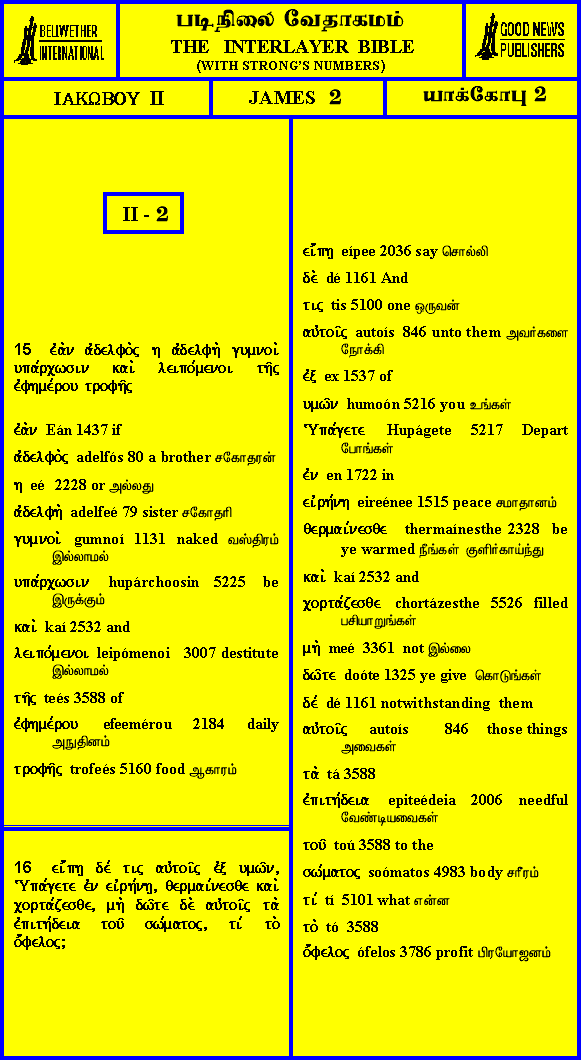 BELLWETHER
INTERNATIONAL
படிநிலை வேதாகமம்
THE INTERLAYER BIBLE
(WITH STRONG'S NUMBERS)
GOOD NEWS
PUBLISHERS
ΙΑΚΩΒΟΥ II
JAMES 2
யாக்கோபு 2
II - 2
15 ἐὰν ἀδελφὸς η ἀδελφὴ γυμνοὶ
υπάρχωσιν καὶ λειπόμενοι τῆς
ἐφημέρου τροφῆς
ἐάν Eán 1437 if
ἀδελφὸς adelfós 80 a brother சகோதரன்
η eé 2228 or அல்லது
ἀδελφὴ adelfeé 79 sister சகோதரி
γυμνοὶ gumnoí 1131 naked வஸ்திரம்
இல்லாமல்
υπάρχωσιν hupárchoosin 5225 be
இருக்கும்
καὶ kaí 2532 and
λειπόμενοι leipómenoi 3007 destitute
இல்லாமல்
τῆς teés 3588 of
ἐφημέρου efeemérou 2184 daily
அநுதினம்
τροφῆς trofeés 5160 food ஆகாரம்
16 εἴπῃ δέ τις αὐτοῖς ἐξ υμῶν,
Ὑπάγετε ἐν εἰρήνῃ, θερμαίνεσθε καὶ
χορτάζεσθε, μὴ δῶτε δὲ αὐτοῖς τὰ
ἐπιτήδεια τοῦ σώματος, τί τὸ
ὄφελος;
εἴπῃ eípee 2036 say சொல்லி
δὲ dé 1161 And
τις tis 5100 one ஒருவன்
αὐτοῖς autoís 846 unto them அவர்களை
நோக்கி
ἐξ ex 1537 of
υμῶν humoón 5216 you உங்கள்
Ὑπάγετε Hupágete 5217 Depart
போங்கள்
ἐν en 1722 in
εἰρήνῃ eireénee 1515 peace சமாதானம்
θερμαίνεσθε thermaínesthe 2328 be
ye warmed நீங்கள் குளிர்காய்ந்து
καὶ kaí 2532 and
χορτάζεσθε chortázesthe 5526 filled
பசியாறுங்கள்
μὴ meé 3361 not இல்லை
δῶτε doóte 1325 ye give கொடுங்கள்
δέ dé 1161 notwithstanding them
αὐτοῖς autoís 846 those things
அவைகள்
τὰ tá 3588
ἐπιτήδεια epiteédeia 2006 needful
வேண்டியவைகள்
τοῦ toú 3588 to the
σώματος soómatos 4983 body சரீரம்
τί tí 5101 what என்ன
τὸ tó 3588
ὄφελος ófelos 3786 profit பிரயோஜனம்